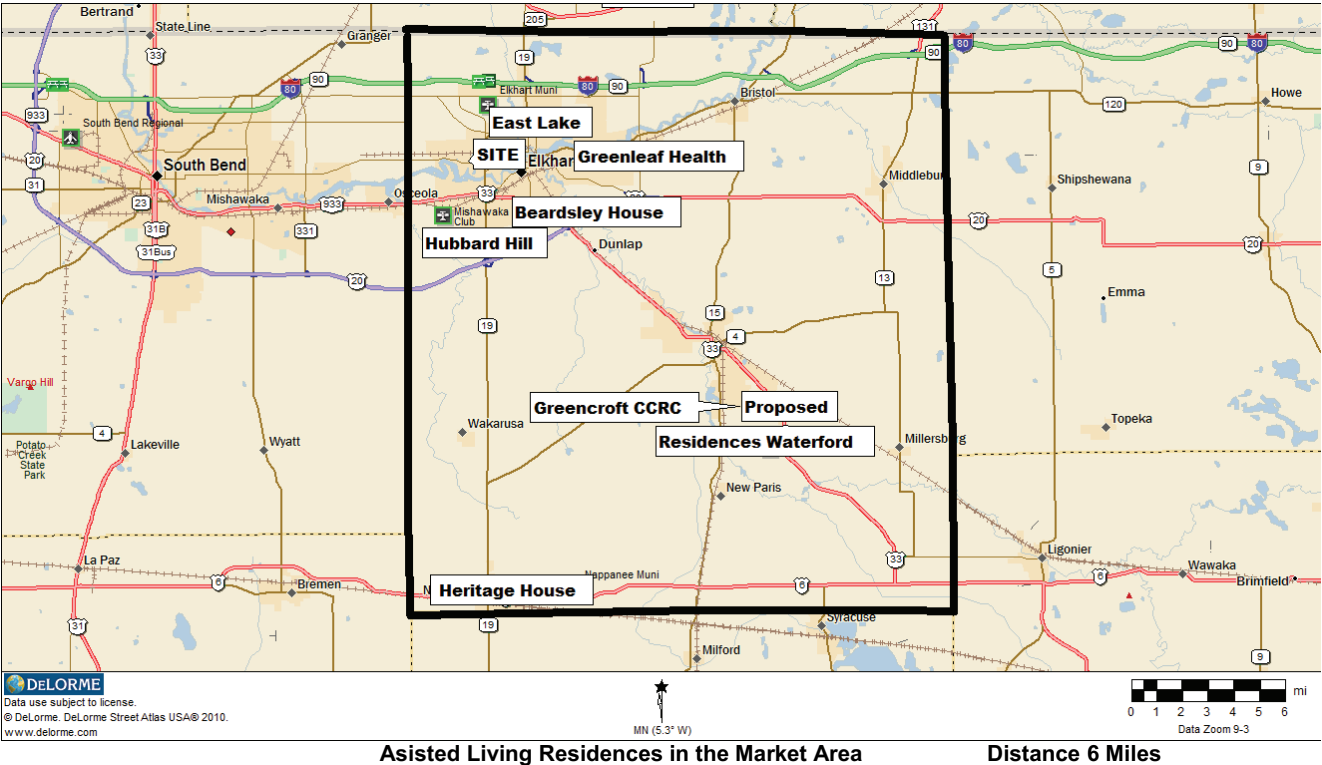 Bertrand
State Line
Granger
205
131
33
19
90
80
90
80
90
80
90
Elkhart Muni
Bristol
Howe
120
933
South Bend Regional
East Lake
SITE
Greenleaf Health
20
South Bend
Middlebury
Shipshewana
9
31
Mishawaka
933
Osceola
33
23
Mishawaka
Club
Beardsley House
20
31B
331
Hubbard Hill
Dunlap
20
31Bus
20
13
5
Emma
15
19
4
33
Vargo Hill
Greencroft CCRC
Proposed
Topeka
4
Wakarusa
Residences Waterford
Millersburg
Potato
Creek
State
Park
Lakeville
Wyatt
New Paris
33
Ligonier
La Paz
Nappanee Muni
Wawaka
6
Bremen
Heritage House
6
6
Brimfield
31
19
Syracuse
Milford
9
DELORME
Data use subject to license.
© DeLorme. DeLorme Street Atlas USA® 2010.
www.delorme.com
MN (5.3° W)
mi
0 1 2 3 4 5 6
Data Zoom 9-3
Asisted Living Residences in the Market Area Distance 6 Miles